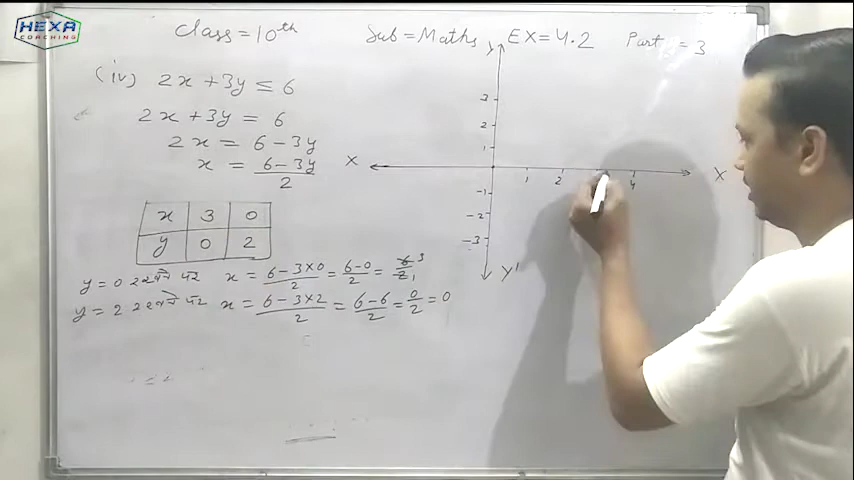 HEXA
COACHING
Class = 10th Sub = Maths EX = 4.2 Part = 3
(iv) 2x + 3y ≤ 6
2x + 3y = 6
2x = 6 - 3y
x = 6 - 3y / 2
x 3 0
y 0 2
y = 0 रखने पर x = 6 - 3×0 / 2 = 6 - 0 / 2 = 6 3 / 2 1
y = 2 रखने पर x = 6 - 3×2 / 2 = 6 - 6 / 2 = 0 / 2 = 0
y
3
2
1
X X
1 2 4
-1
-2
-3
Y'